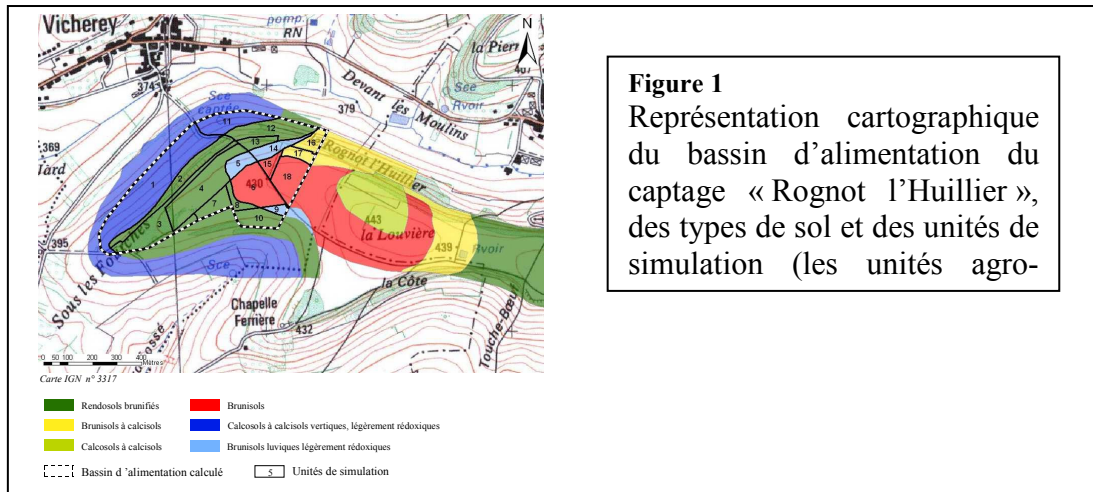 Vicherey
pomp.
RN
N
la Pierr
407
Sce
Rvoir
374
Devant les Moulins
Sce
captée
379
369
Jard
11
12
13
14
16
17
15
18
5
1
2
4
430
Rognot l'Huillier
3
7
8
9
10
443
la Louvière
439
Rvoir
395
Sous les Fourches
Sce
la Côte
Chapelle
Ferrière
432
Touche-Bœuf
0 50 100 200 300 400
Mètres
Carte IGN n° 3317
Rendosols brunifiés
Brunisols
Brunisols à calcisols
Calcosols à calcisols vertiques, légèrement rédoxiques
Calcosols à calcisols
Brunisols luviques légèrement rédoxiques
Bassin d 'alimentation calculé
5 Unités de simulation
Figure 1
Représentation cartographique
du bassin d'alimentation du
captage « Rognot l'Huillier »,
des types de sol et des unités de
simulation (les unités agro-